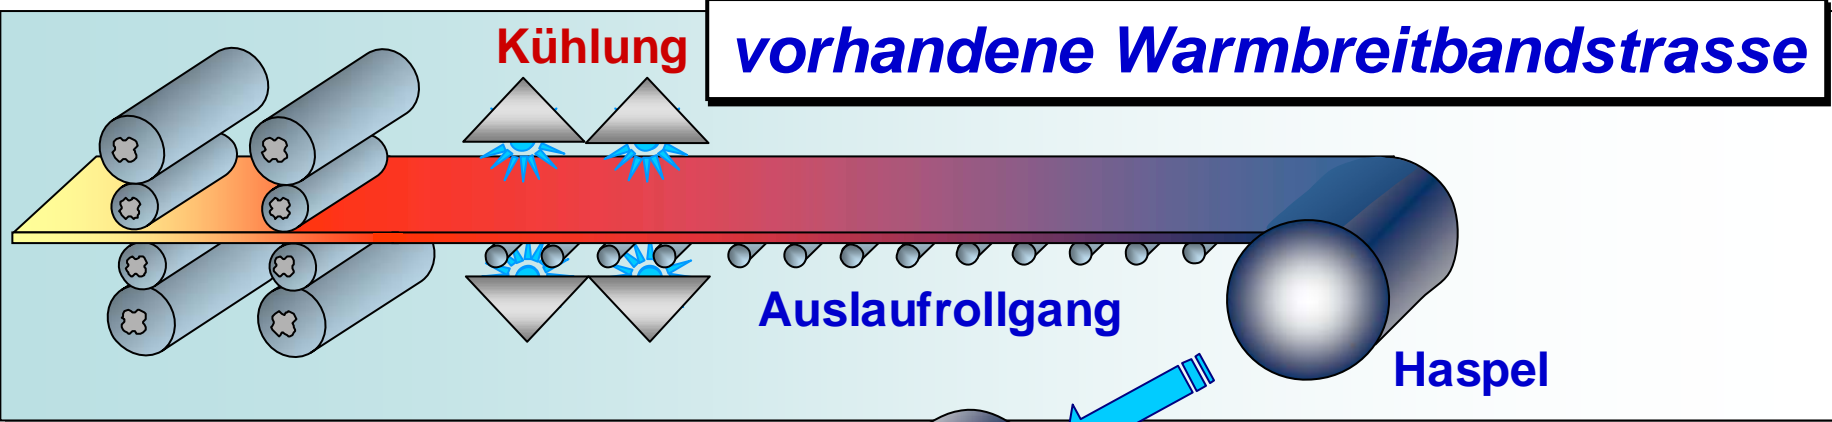 Kühlung
vorhandene Warmbreitbandstrasse
Auslaufrollgang
Haspel